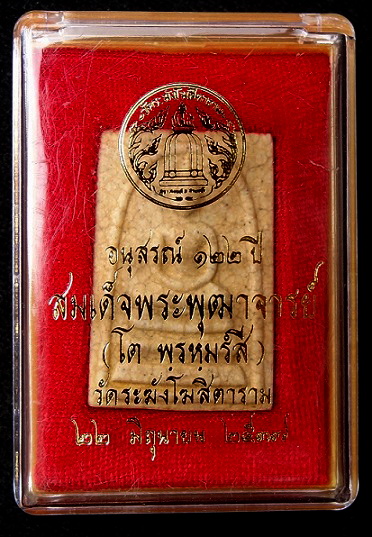 อนุสรณ์ ๑๒๒ ปี
สมเด็จพระพุฒาจารย์
(โต พฺรหฺมรํสี)
วัดระฆังโฆสิตาราม
๒๒ มิถุนายน ๒๕๓๗